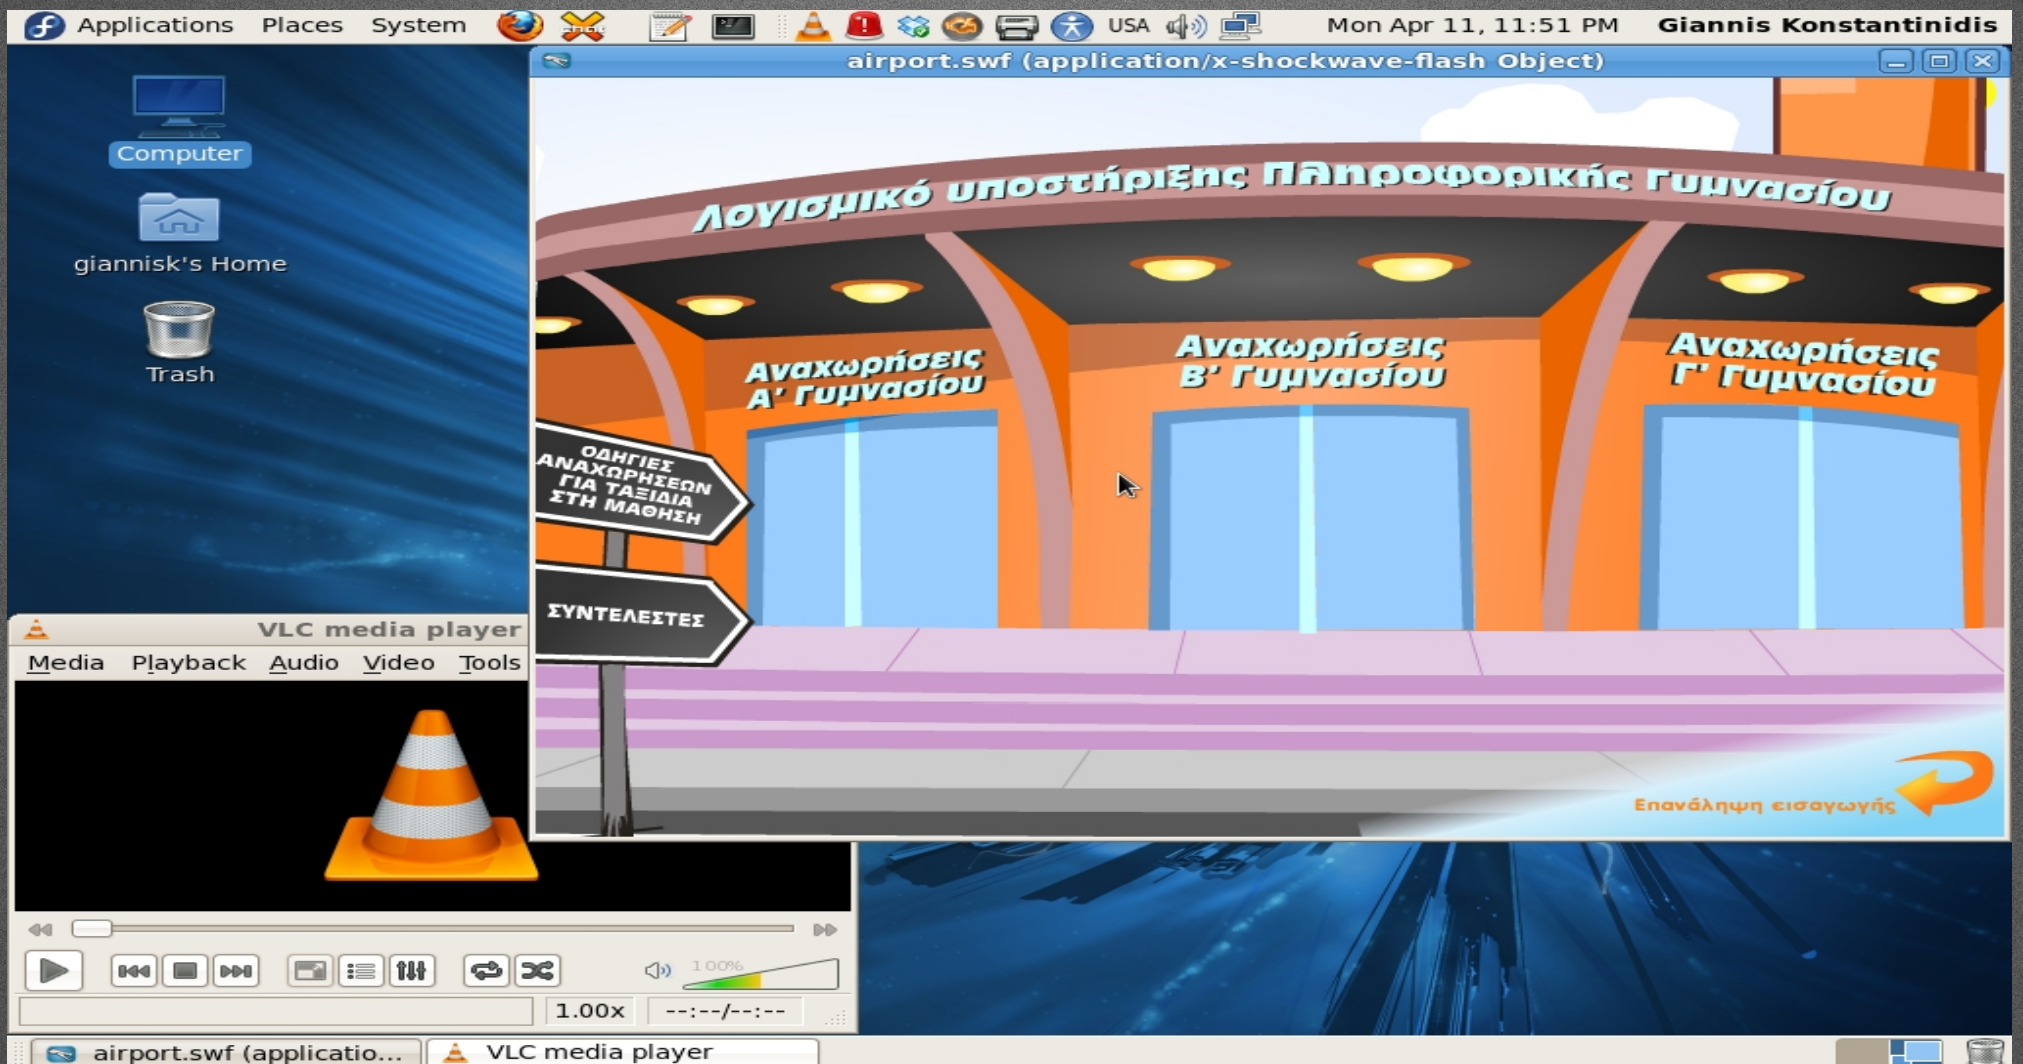 Applications Places System USA Mon Apr 11, 11:51 PM Giannis Konstantinidis
Computer
giannisk's Home
Trash
airport.swf (application/x-shockwave-flash Object)
Λογισμικό υποστήριξης Πληροφορικής Γυμνασίου
Αναχωρήσεις
Α' Γυμνασίου
Αναχωρήσεις
Β' Γυμνασίου
Αναχωρήσεις
Γ' Γυμνασίου
ΟΔΗΓΙΕΣ
ΑΝΑΧΩΡΗΣΕΩΝ
ΓΙΑ ΤΑΞΙΔΙΑ
ΣΤΗ ΜΑΘΗΣΗ
ΣΥΝΤΕΛΕΣΤΕΣ
Επανάληψη εισαγωγής
VLC media player
Media Playback Audio Video Tools
100%
1.00x --:--/--:--
airport.swf (applicatio... VLC media player